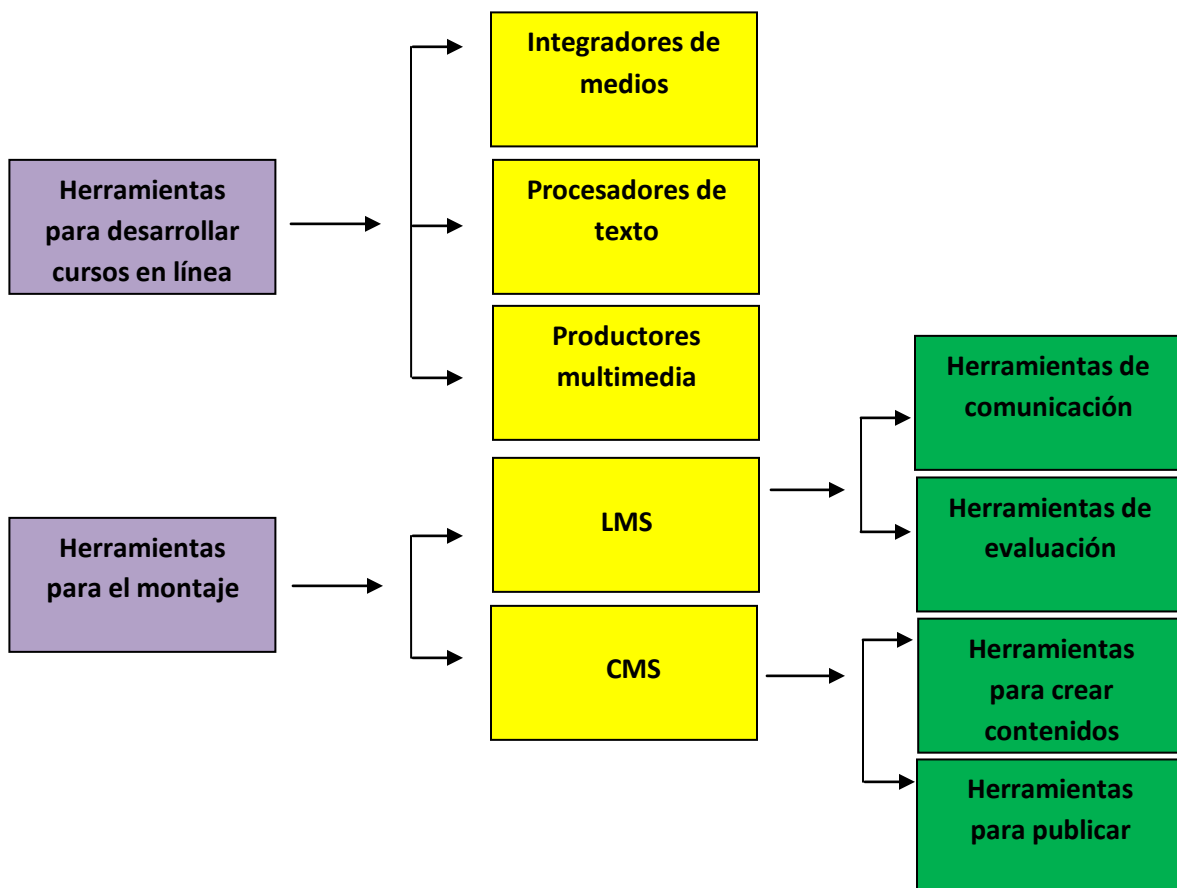 Integradores de
medios
Herramientas
para desarrollar
cursos en línea
Procesadores de
texto
Productores
multimedia
Herramientas
para el montaje
LMS
CMS
Herramientas de
comunicación
Herramientas de
evaluación
Herramientas
para crear
contenidos
Herramientas
para publicar